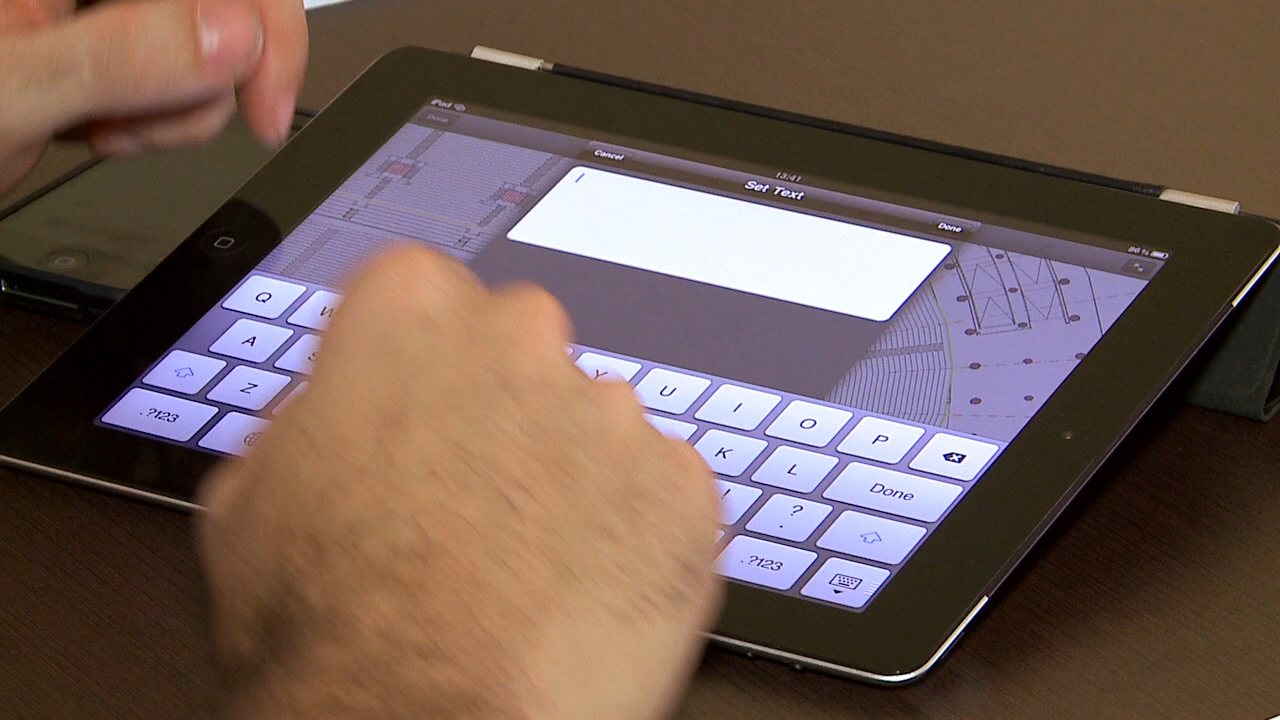 iPad
13:41
86 %
Done
Cancel
Set Text
Done
Q W Y U I O P
A S K L Done
Z ! ?
.
.?123 .?123